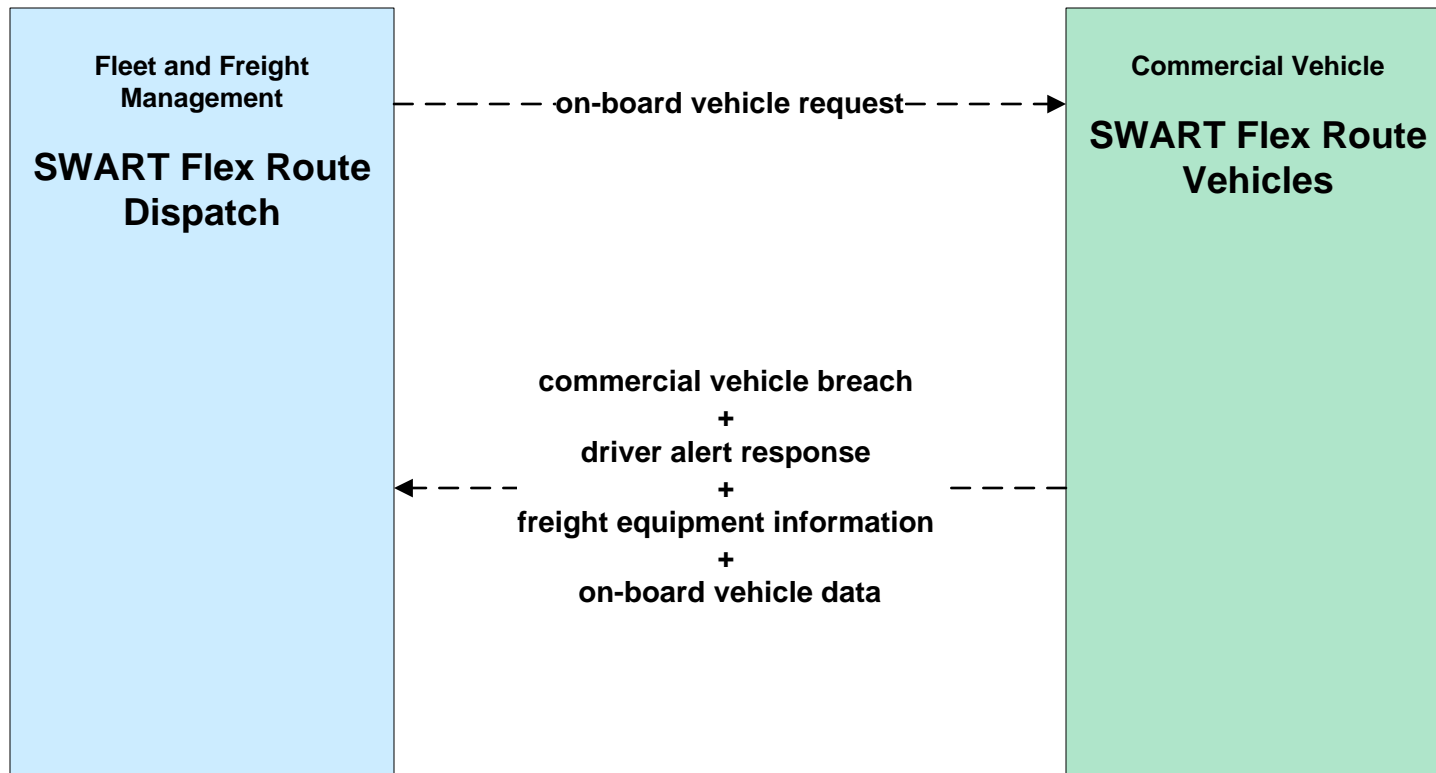 Fleet and Freight
Management
SWART Flex Route
Dispatch
on-board vehicle request
Commercial Vehicle
SWART Flex Route
Vehicles
commercial vehicle breach
+
driver alert response
+
freight equipment information
+
on-board vehicle data